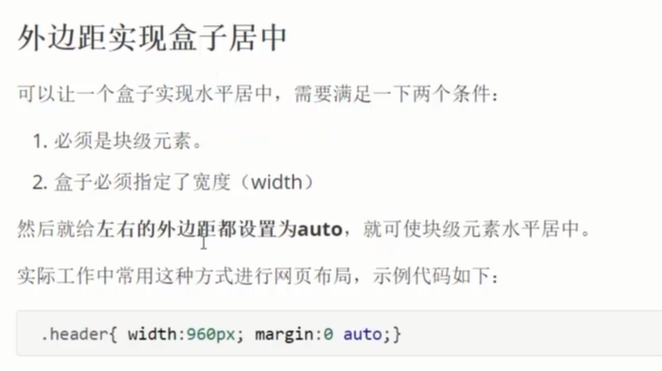 外边距实现盒子居中
可以让一个盒子实现水平居中，需要满足一下两个条件：
1. 必须是块级元素。
2. 盒子必须指定了宽度（width）
然后就给左右的外边距都设置为auto，就可使块级元素水平居中。
实际工作中常用这种方式进行网页布局，示例代码如下：
.header{ width:960px; margin:0 auto;}